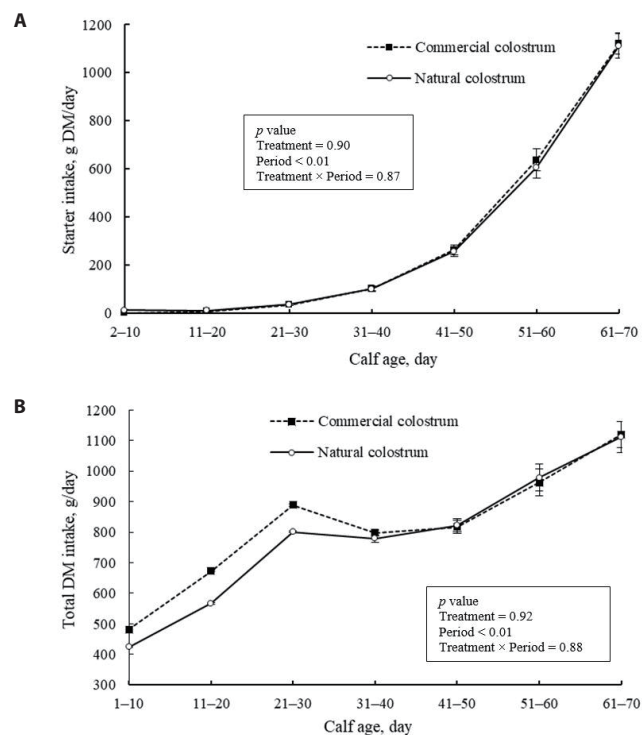 A
1200
1000
800
600
400
200
0
Starter intake, g DM/day
Commercial colostrum
Natural colostrum
p value
Treatment = 0.90
Period < 0.01
Treatment × Period = 0.87
2–10 11–20 21–30 31–40 41–50 51–60 61–70
Calf age, day
B
1200
1100
1000
900
800
700
600
500
400
300
Total DM intake, g/day
Commercial colostrum
Natural colostrum
p value
Treatment = 0.92
Period < 0.01
Treatment × Period = 0.88
1–10 11–20 21–30 31–40 41–50 51–60 61–70
Calf age, day